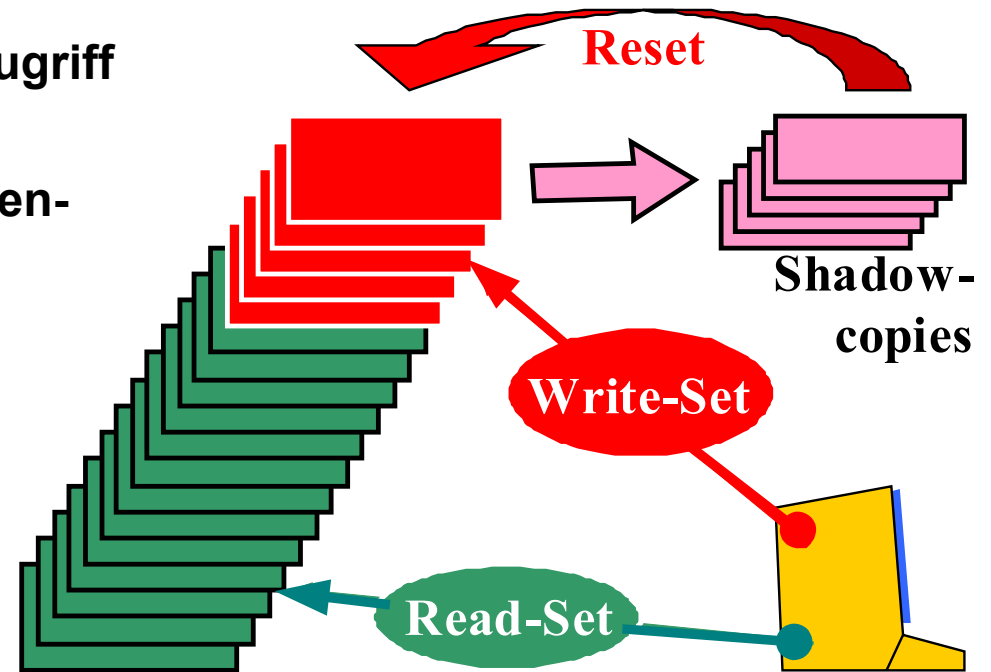 ugriff
en-
Reset
Shadow-
copies
Write-Set
Read-Set